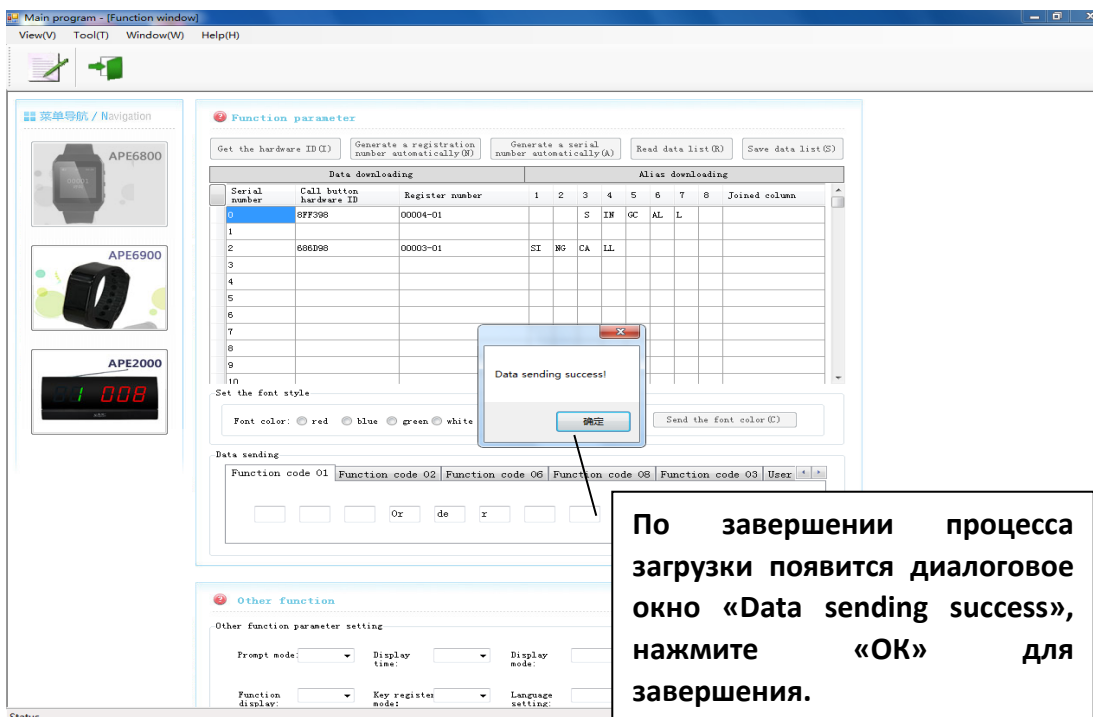 Main program - [Function window]
View(V) Tool(T) Window(W) Help(H)
菜单导航 / Navigation
APE6800
APE6900
APE2000
1 008
Function parameter
Get the hardware ID(I)
Generate a registration
number automatically(N)
Generate a serial
number automatically(A)
Read data list(R)
Save data list(S)
Data downloading
Alias downloading
Serial
number
Call button
hardware ID
Register number
1 2 3 4 5 6 7 8 Joined column
0 8FF398 00004-01 S IN GC AL L
1
2 686D98 00003-01 SI NG CA LL
3
4
5
6
7
8
9
10
Data sending success!
确定
Set the font style
Font color: red blue green white
Send the font color(C)
Data sending
Function code 01 Function code 02 Function code 06 Function code 08 Function code 03 User
Or de r
По завершении процесса
загрузки появится диалоговое
окно «Data sending success»,
нажмите «ОК» для
завершения.
Other function
Other function parameter setting
Prompt mode:
Display
time:
Display
mode:
Function
display:
Key register
mode:
Language
setting:
Status